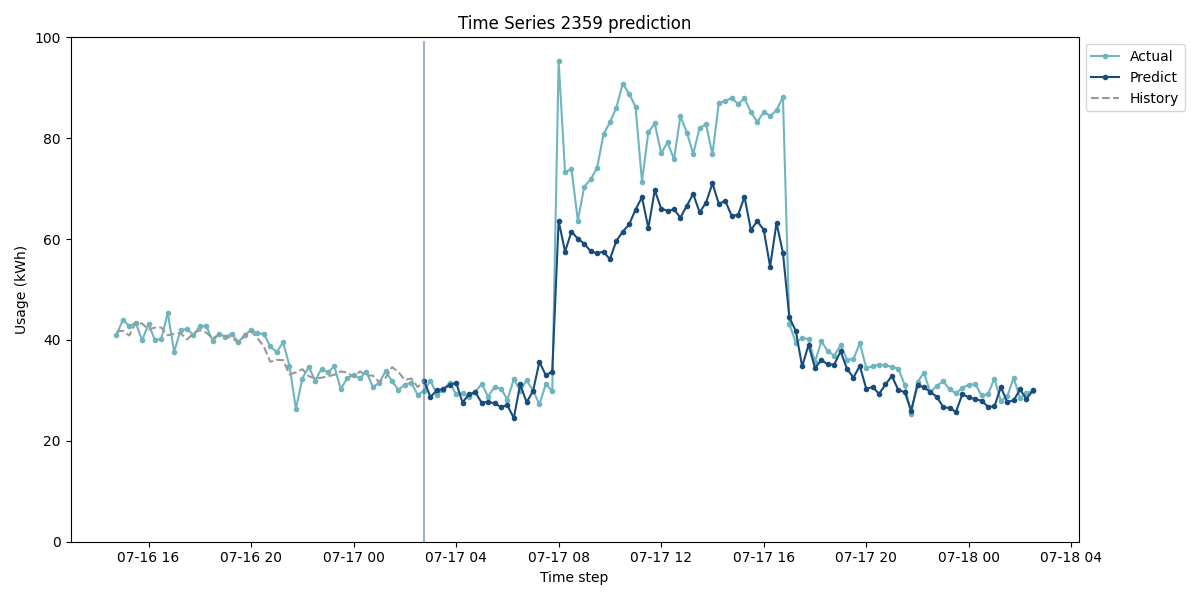 Time Series 2359 prediction
Usage (kWh)
100
80
60
40
20
0
07-16 16
07-16 20
07-17 00
07-17 04
07-17 08
07-17 12
07-17 16
07-17 20
07-18 00
07-18 04
Time step
Actual
Predict
History